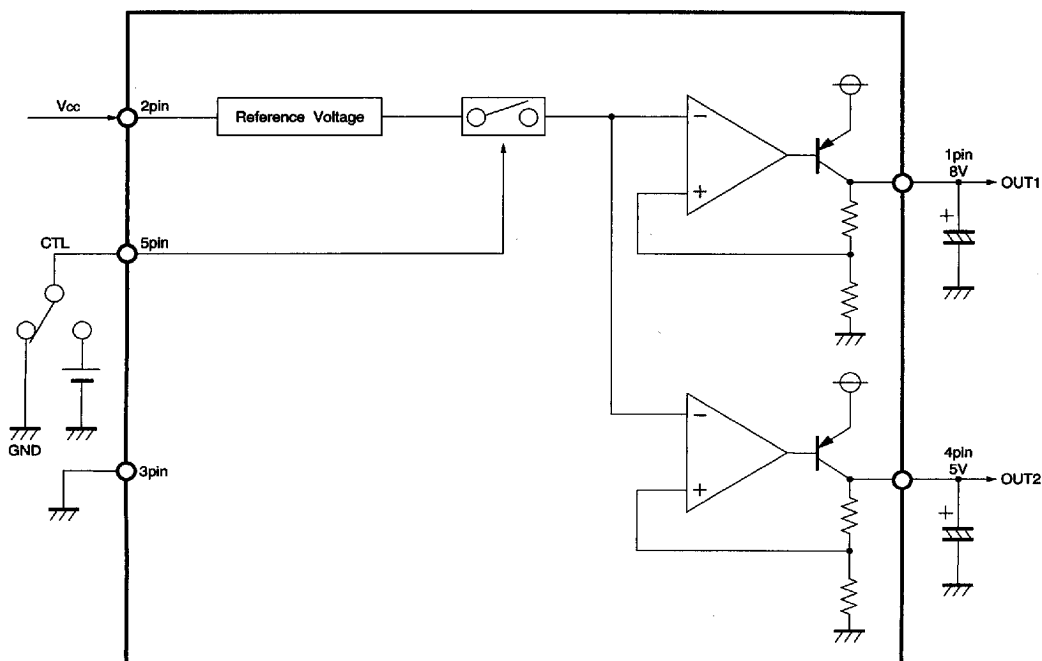 Vcc
2pin
Reference Voltage
−
+
1pin
8V
OUT1
+
CTL
5pin
GND
3pin
−
+
4pin
5V
OUT2
+